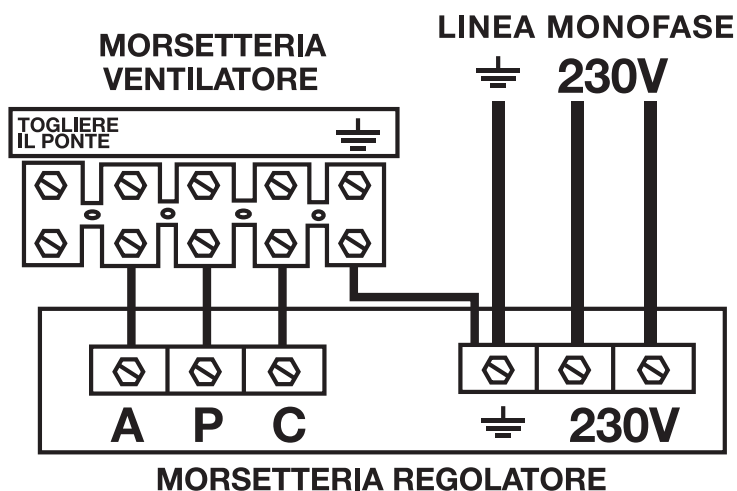 LINEA MONOFASE
230V
MORSETTERIA
VENTILATORE
TOGLIERE
IL PONTE
A P C
230V
MORSETTERIA REGOLATORE